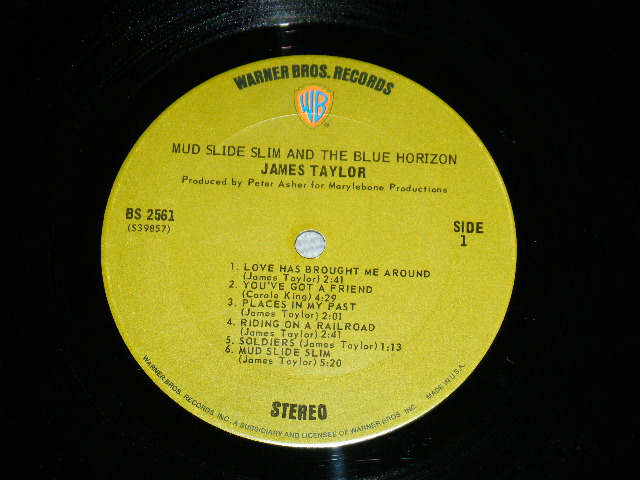 WARNER BROS. RECORDS
WB
®
MUD SLIDE SLIM AND THE BLUE HORIZON
JAMES TAYLOR
Produced by Peter Asher for Marylebone Productions
BS 2561
(S39857)
SIDE
1
1. LOVE HAS BROUGHT ME AROUND
(James Taylor) 2:41
2. YOU'VE GOT A FRIEND
(Carole King) 4:29
3. PLACES IN MY PAST
(James Taylor) 2:01
4. RIDING ON A RAILROAD
(James Taylor) 2:41
5. SOLDIERS (James Taylor) 1:13
6. MUD SLIDE SLIM
(James Taylor) 5:20
STEREO
WARNER BROS. RECORDS INC. A SUBSIDIARY AND LICENSEE OF WARNER BROS. INC. MADE IN U.S.A.